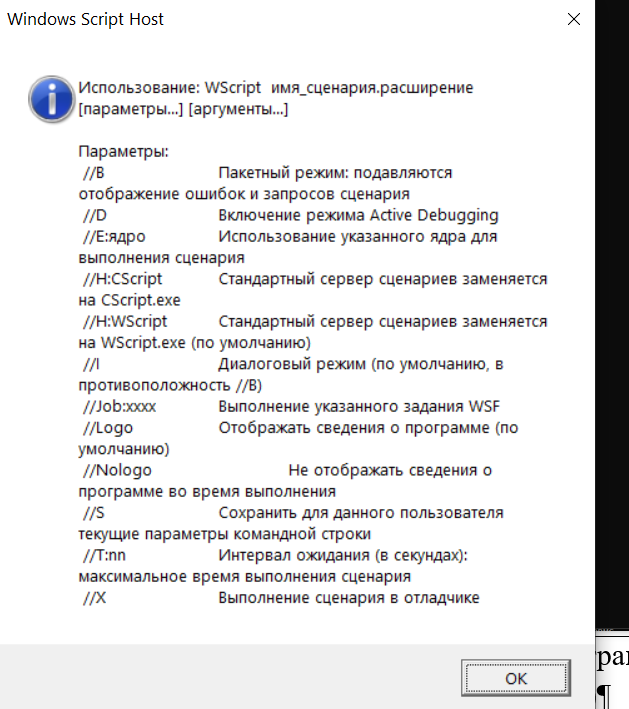 Windows Script Host
Использование: WScript имя_сценария.расширение
[параметры...] [аргументы...]
Параметры:
//B Пакетный режим: подавляются
отображение ошибок и запросов сценария
//D Включение режима Active Debugging
//E:ядро Использование указанного ядра для
выполнения сценария
//H:CScript Стандартный сервер сценариев заменяется
на CScript.exe
//H:WScript Стандартный сервер сценариев заменяется
на WScript.exe (по умолчанию)
//I Диалоговый режим (по умолчанию, в
противоположность //B)
//Job:xxxx Выполнение указанного задания WSF
//Logo Отображать сведения о программе (по
умолчанию)
//Nologo Не отображать сведения о
программе во время выполнения
//S Сохранить для данного пользователя
текущие параметры командной строки
//T:nn Интервал ожидания (в секундах):
максимальное время выполнения сценария
//X Выполнение сценария в отладчике
OK